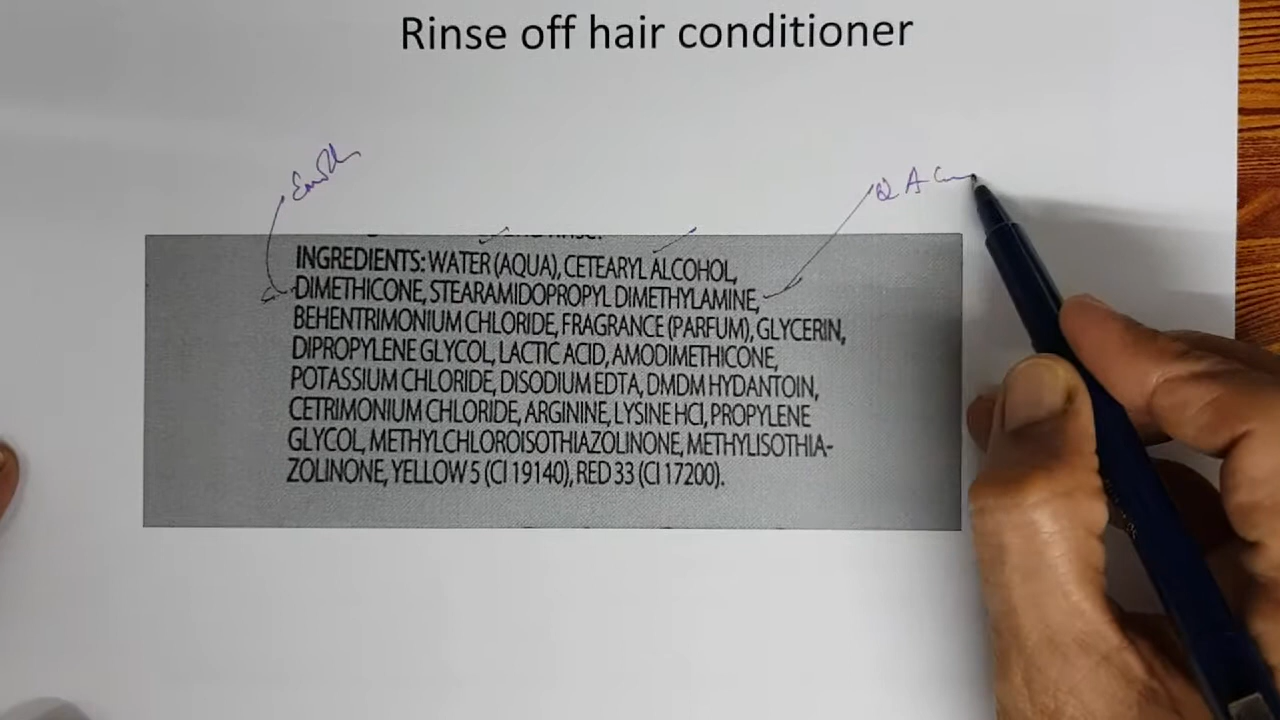 Rinse off hair conditioner
INGREDIENTS: WATER (AQUA), CETEARYL ALCOHOL,
DIMETHICONE, STEARAMIDOPROPYL DIMETHYLAMINE,
BEHENTRIMONIUM CHLORIDE, FRAGRANCE (PARFUM), GLYCERIN,
DIPROPYLENE GLYCOL, LACTIC ACID, AMODIMETHICONE,
POTASSIUM CHLORIDE, DISODIUM EDTA, DMDM HYDANTOIN,
CETRIMONIUM CHLORIDE, ARGININE, LYSINE HCl, PROPYLENE
GLYCOL, METHYLCHLOROISOTHIAZOLINONE, METHYLISOTHIA-
ZOLINONE, YELLOW 5 (CI 19140), RED 33 (CI 17200).